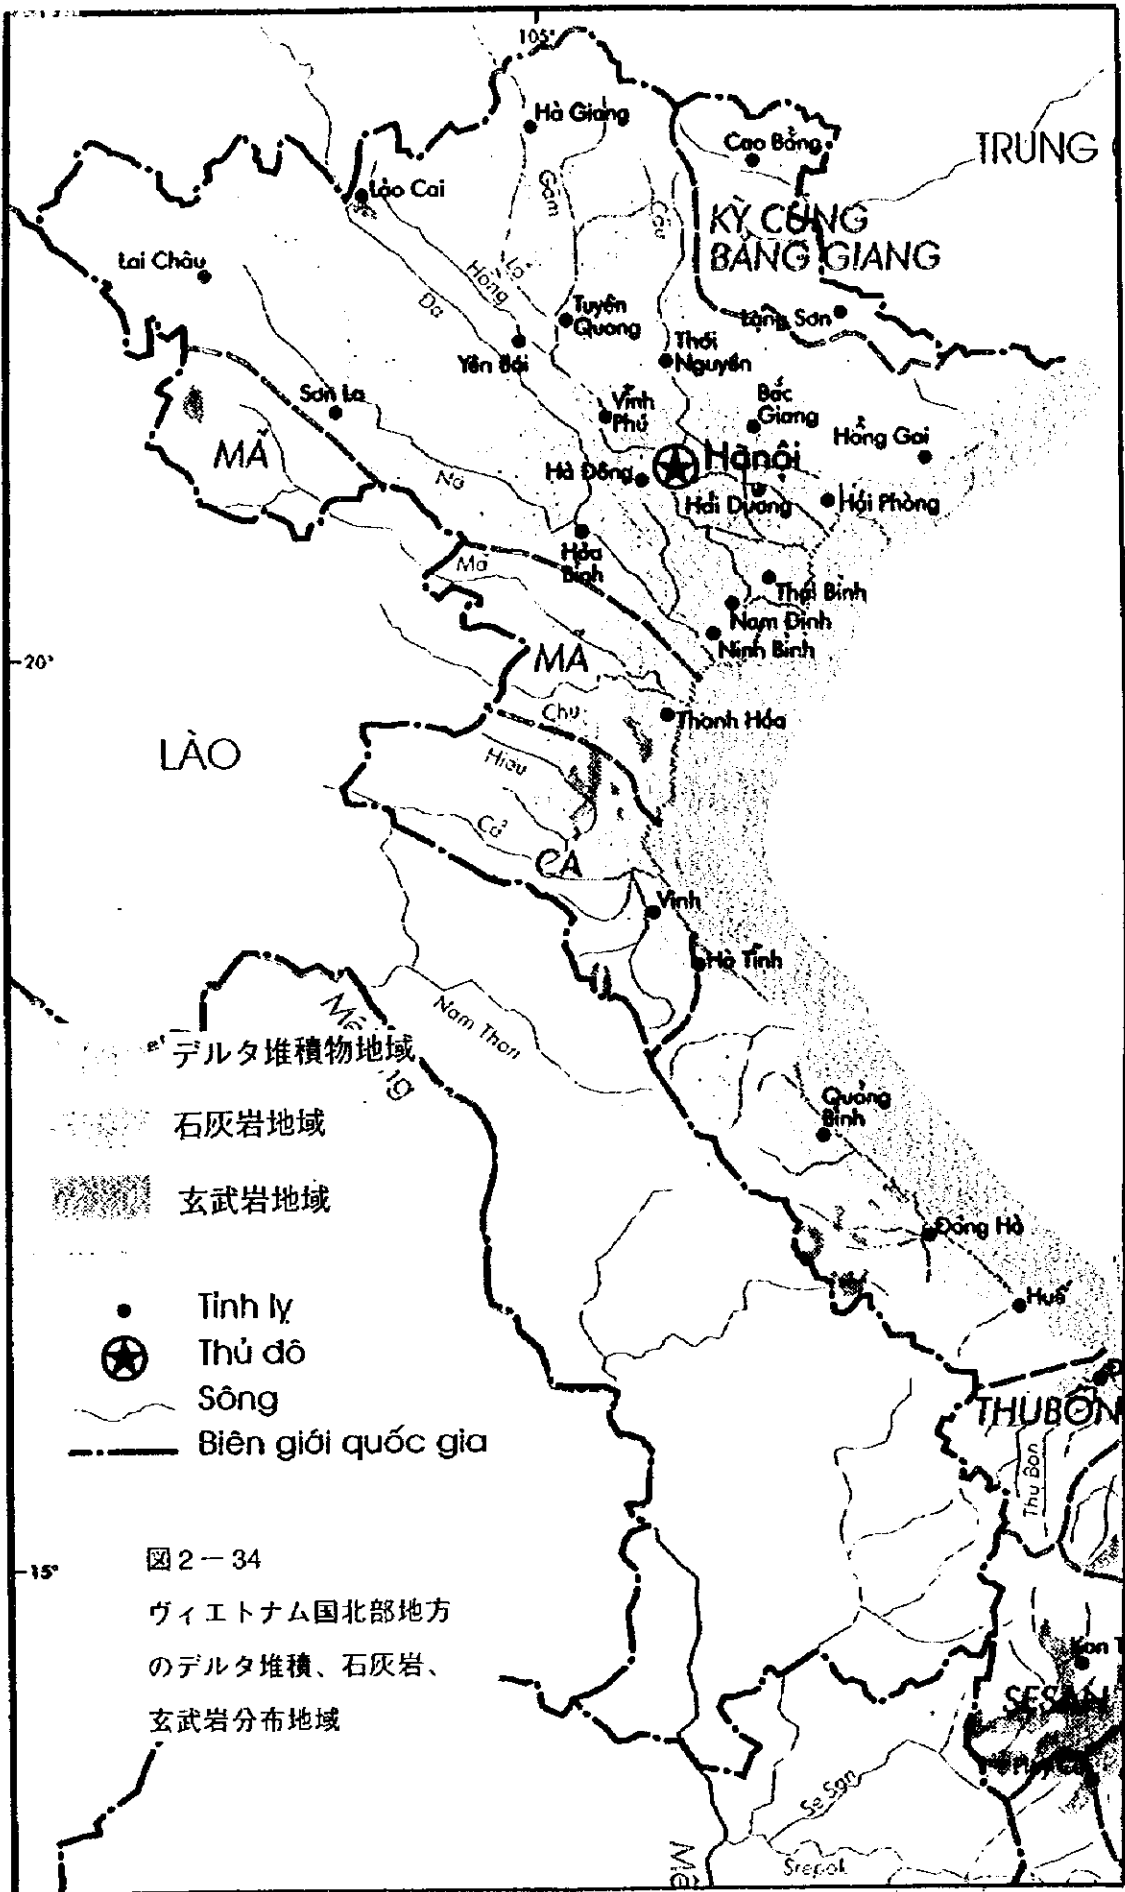 105°
Hà Giang
Cao Bằng
TRUNG
Lào Cai
Gâm
Cầu
KỲ CÙNG
BẰNG GIANG
Lai Châu
Hồng
Lô
Đà
Tuyên
Quang
Lạng Sơn
Yên Bái
Thái
Nguyên
Sơn La
Vĩnh
Phú
Bắc
Giang
Hồng Gai
MÃ
Hà Đông
Hà nội
Hải Dương
Hải Phòng
Hòa
Bình
Mã
Thái Bình
Nam Định
Ninh Bình
20°
MÃ
Chu
Thanh Hóa
LÀO
Hiếu
Cả
CẢ
Vinh
Hà Tĩnh
Nam Thon
デルタ堆積物地域
石灰岩地域
玄武岩地域
Quảng
Bình
Đông Hà
Huế
Tỉnh lỵ
Thủ đô
Sông
Biên giới quốc gia
THU BỒN
Thu Bon
15°
図2-34
ヴィエトナム国北部地方
のデルタ堆積、石灰岩、
玄武岩分布地域
Kon T
SESAN
Se San
Srepok
Mê